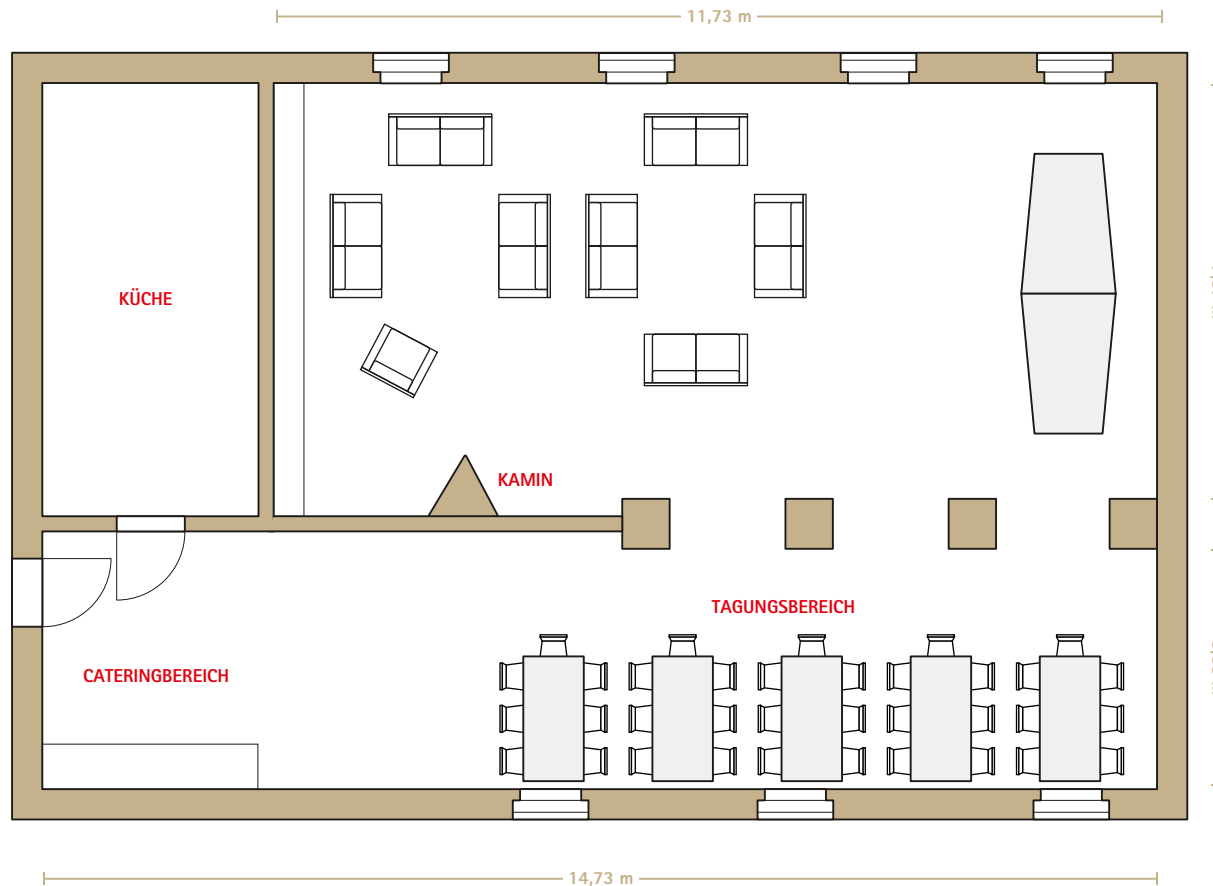 11,73 m
KÜCHE
KAMIN
TAGUNGSBEREICH
CATERINGBEREICH
14,73 m